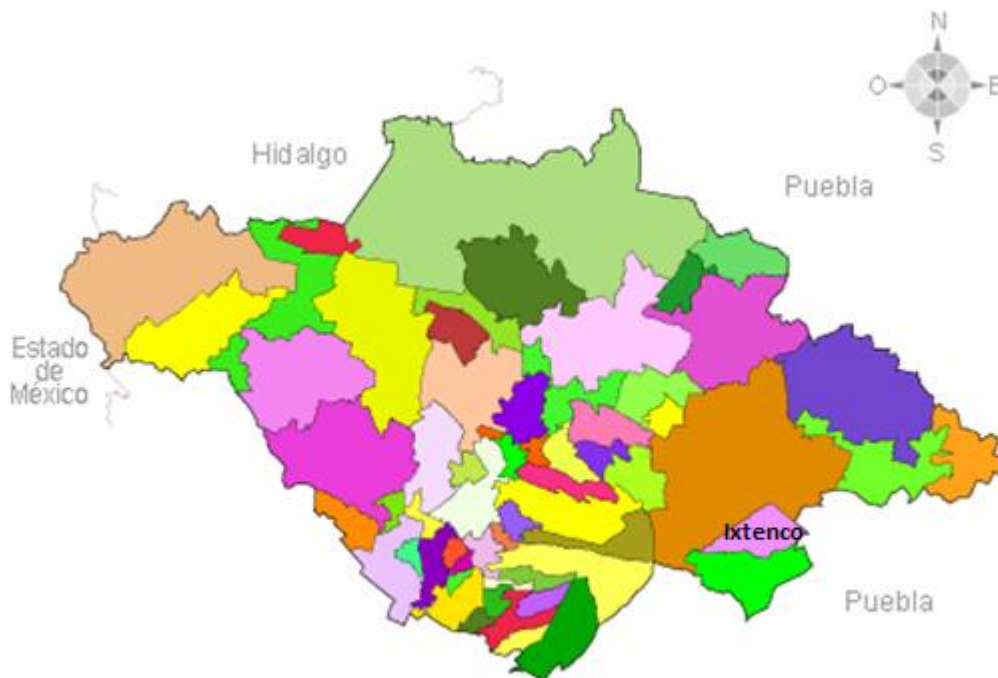 N
O
E
S
Hidalgo
Puebla
Estado
de
México
Ixtenco
Puebla